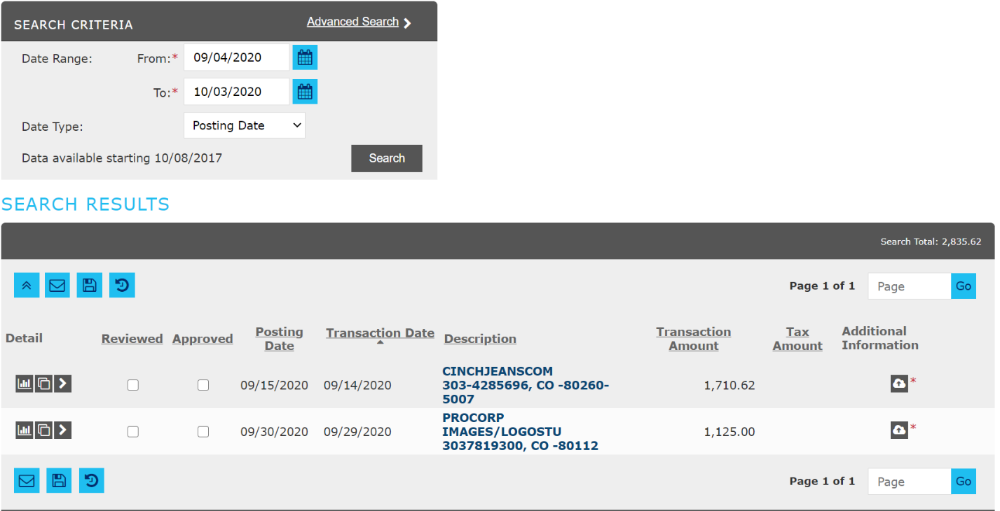 SEARCH CRITERIA
Advanced Search
Date Range: From:* 09/04/2020
To:* 10/03/2020
Date Type: Posting Date
Data available starting 10/08/2017
Search
SEARCH RESULTS
Search Total: 2,835.62
Page 1 of 1 Page Go
Detail Reviewed Approved Posting Date Transaction Date Description Transaction Amount Tax Amount Additional Information
09/15/2020 09/14/2020 CINCHJEANSCOM
303-4285696, CO -80260-
5007
1,710.62 *
09/30/2020 09/29/2020 PROCORP
IMAGES/LOGOSTU
3037819300, CO -80112
1,125.00 *
Page 1 of 1 Page Go